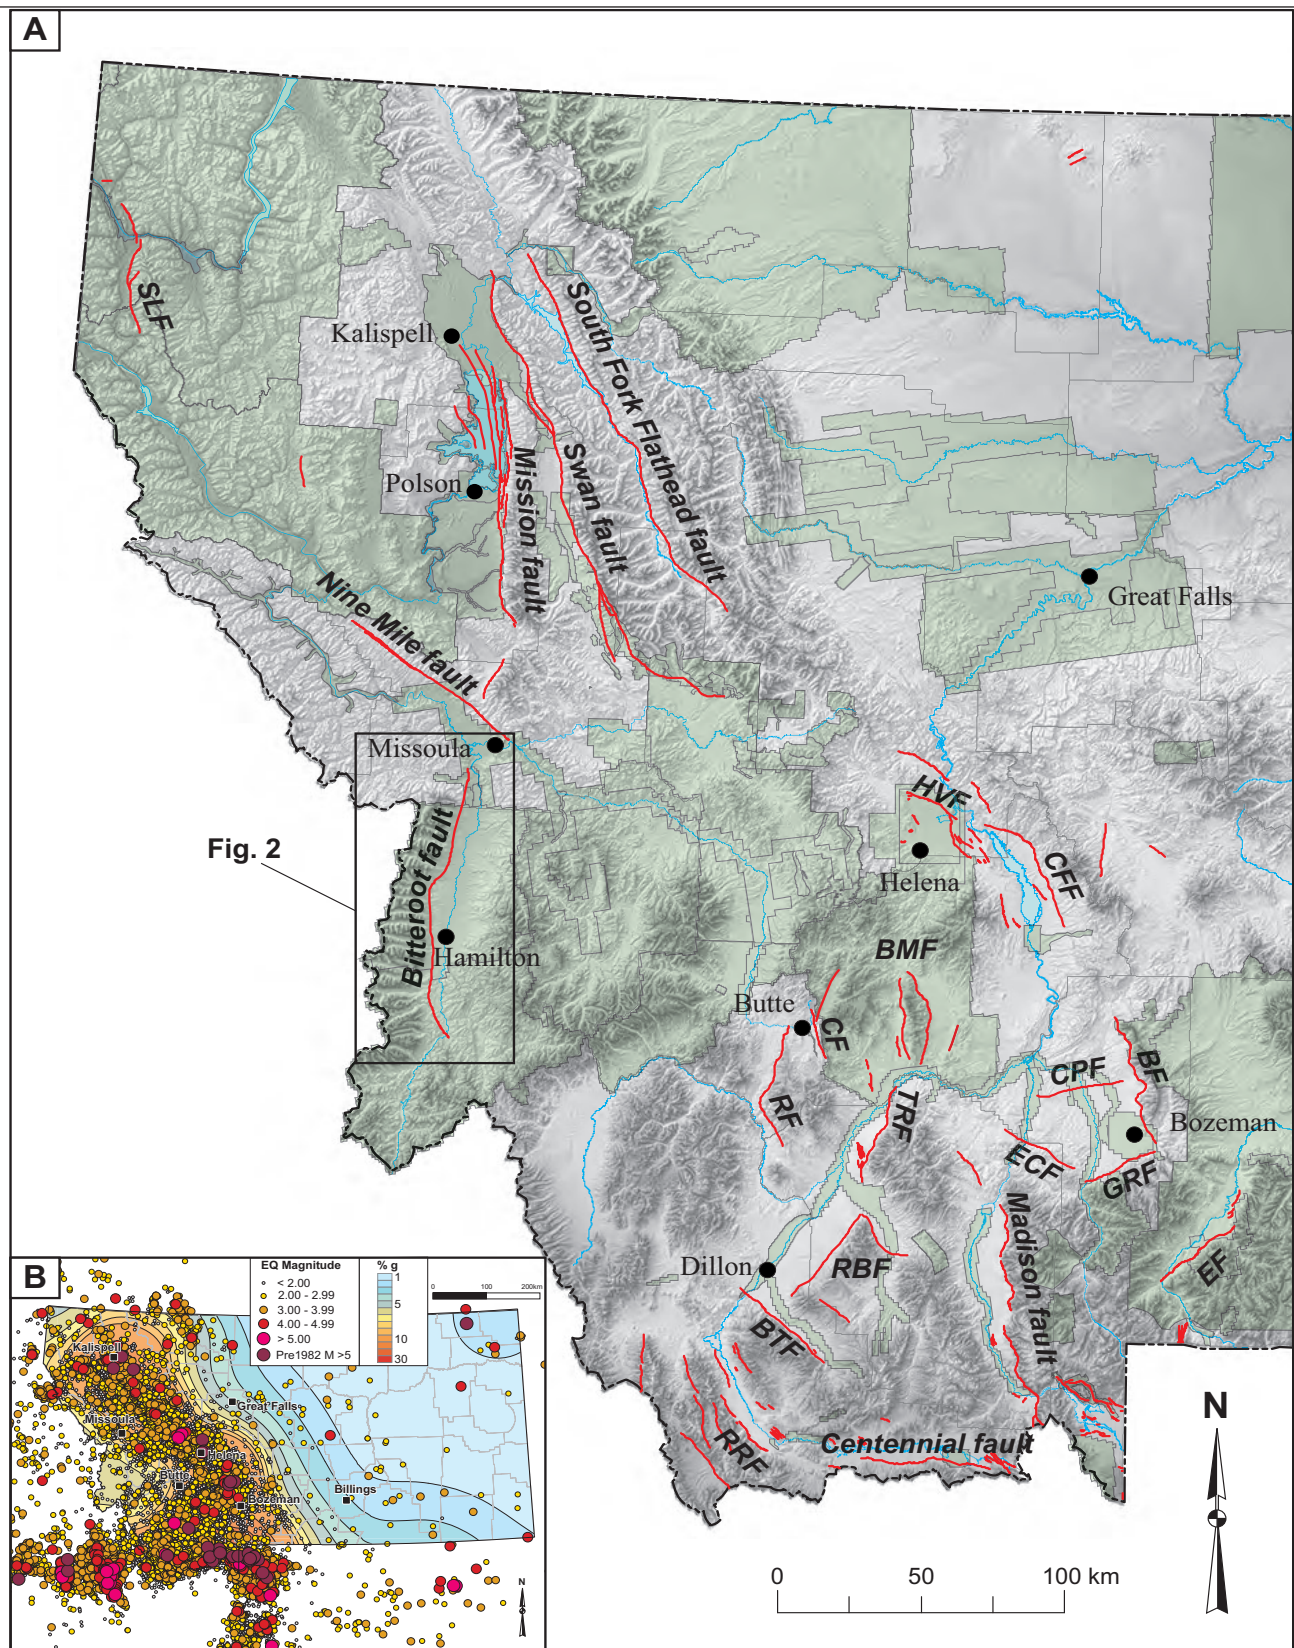 A
SLF
Kalispell
South Fork Flathead fault
Polson
Mission fault
Swan fault
Great Falls
Nine Mile fault
Missoula
HVF
Fig. 2
Bitteroot fault
Helena
CFF
Hamilton
BMF
Butte
CF
CPF
BF
RF
TRF
Bozeman
ECF
GRF
Madison fault
EF
Dillon
RBF
BTF
RRF
Centennial fault
N
0 50 100 km
B
EQ Magnitude
< 2.00
2.00 - 2.99
3.00 - 3.99
4.00 - 4.99
> 5.00
Pre1982 M >5
% g
1
5
10
30
0 100 200km
Kalispell
Great Falls
Missoula
Helena
Butte
Billings
Bozeman
N